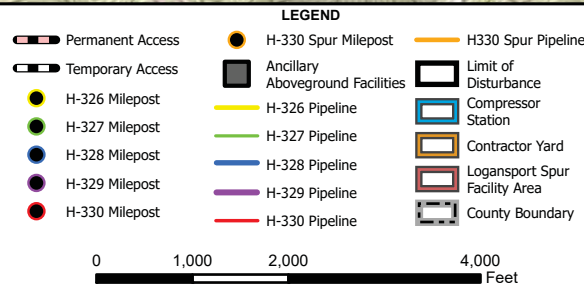 LEGEND
Permanent Access
Temporary Access
H-326 Milepost
H-327 Milepost
H-328 Milepost
H-329 Milepost
H-330 Milepost
H-330 Spur Milepost
Ancillary
Aboveground Facilities
H-326 Pipeline
H-327 Pipeline
H-328 Pipeline
H-329 Pipeline
H-330 Pipeline
H330 Spur Pipeline
Limit of
Disturbance
Compressor
Station
Contractor Yard
Logansport Spur
Facility Area
County Boundary
0 1,000 2,000 4,000
Feet